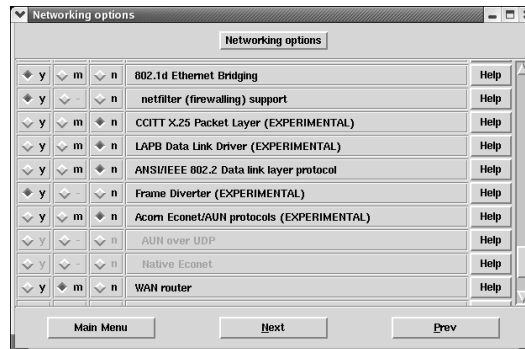 Networking options
Networking options
y m n 802.1d Ethernet Bridging Help
y - n netfilter (firewalling) support Help
y m n CCITT X.25 Packet Layer (EXPERIMENTAL) Help
y m n LAPB Data Link Driver (EXPERIMENTAL) Help
y m n ANSI/IEEE 802.2 Data link layer protocol Help
y - n Frame Diverter (EXPERIMENTAL) Help
y m n Acorn Econet/AUN protocols (EXPERIMENTAL) Help
y - n AUN over UDP Help
y - n Native Econet Help
y m n WAN router Help
Main Menu Next Prev